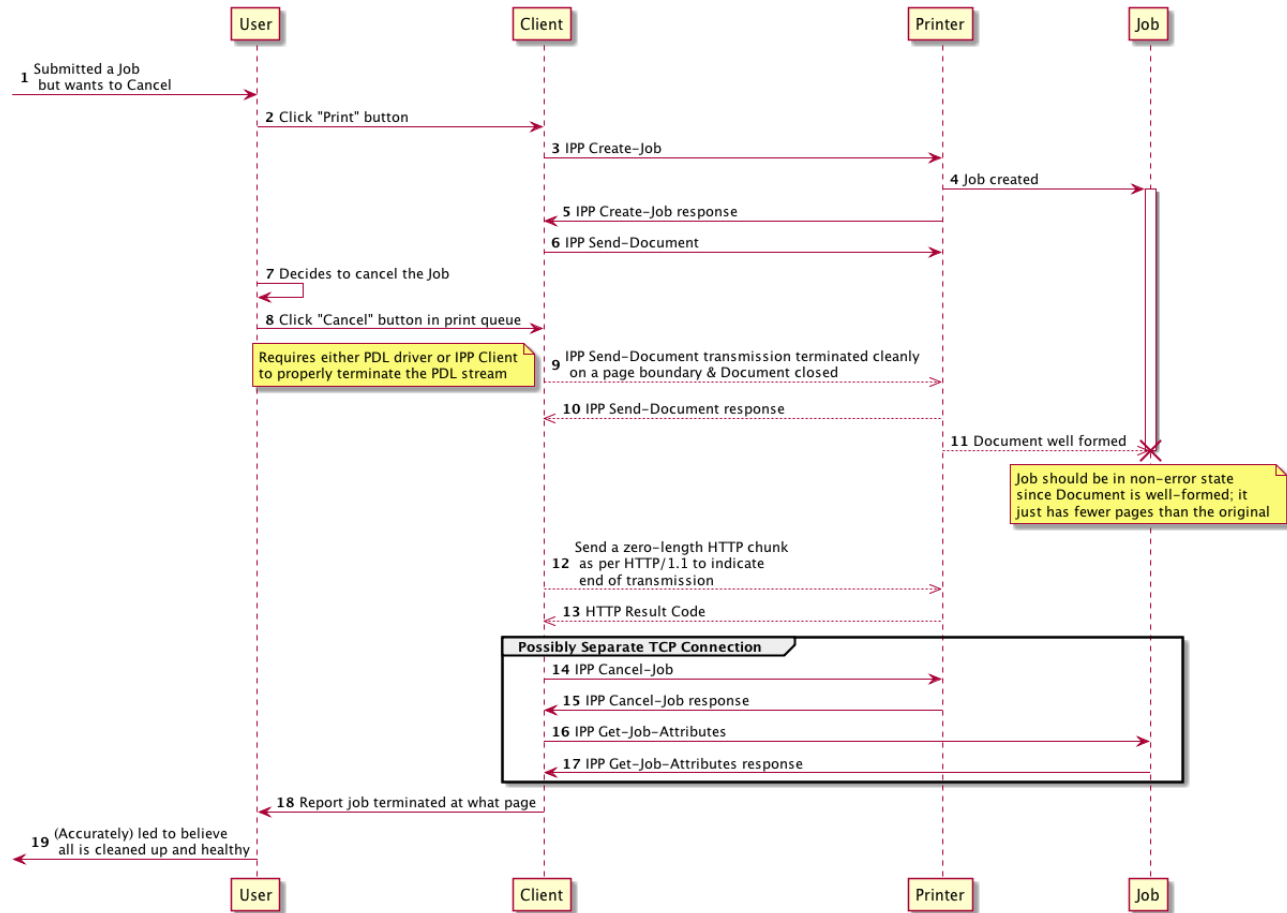 User
Client
Printer
Job
1 Submitted a Job
but wants to Cancel
2 Click "Print" button
3 IPP Create-Job
4 Job created
5 IPP Create-Job response
6 IPP Send-Document
7 Decides to cancel the Job
8 Click "Cancel" button in print queue
Requires either PDL driver or IPP Client
to properly terminate the PDL stream
9 IPP Send-Document transmission terminated cleanly
on a page boundary & Document closed
10 IPP Send-Document response
11 Document well formed
Job should be in non-error state
since Document is well-formed; it
just has fewer pages than the original
Send a zero-length HTTP chunk
12 as per HTTP/1.1 to indicate
end of transmission
13 HTTP Result Code
Possibly Separate TCP Connection
14 IPP Cancel-Job
15 IPP Cancel-Job response
16 IPP Get-Job-Attributes
17 IPP Get-Job-Attributes response
18 Report job terminated at what page
19 (Accurately) led to believe
all is cleaned up and healthy
User
Client
Printer
Job